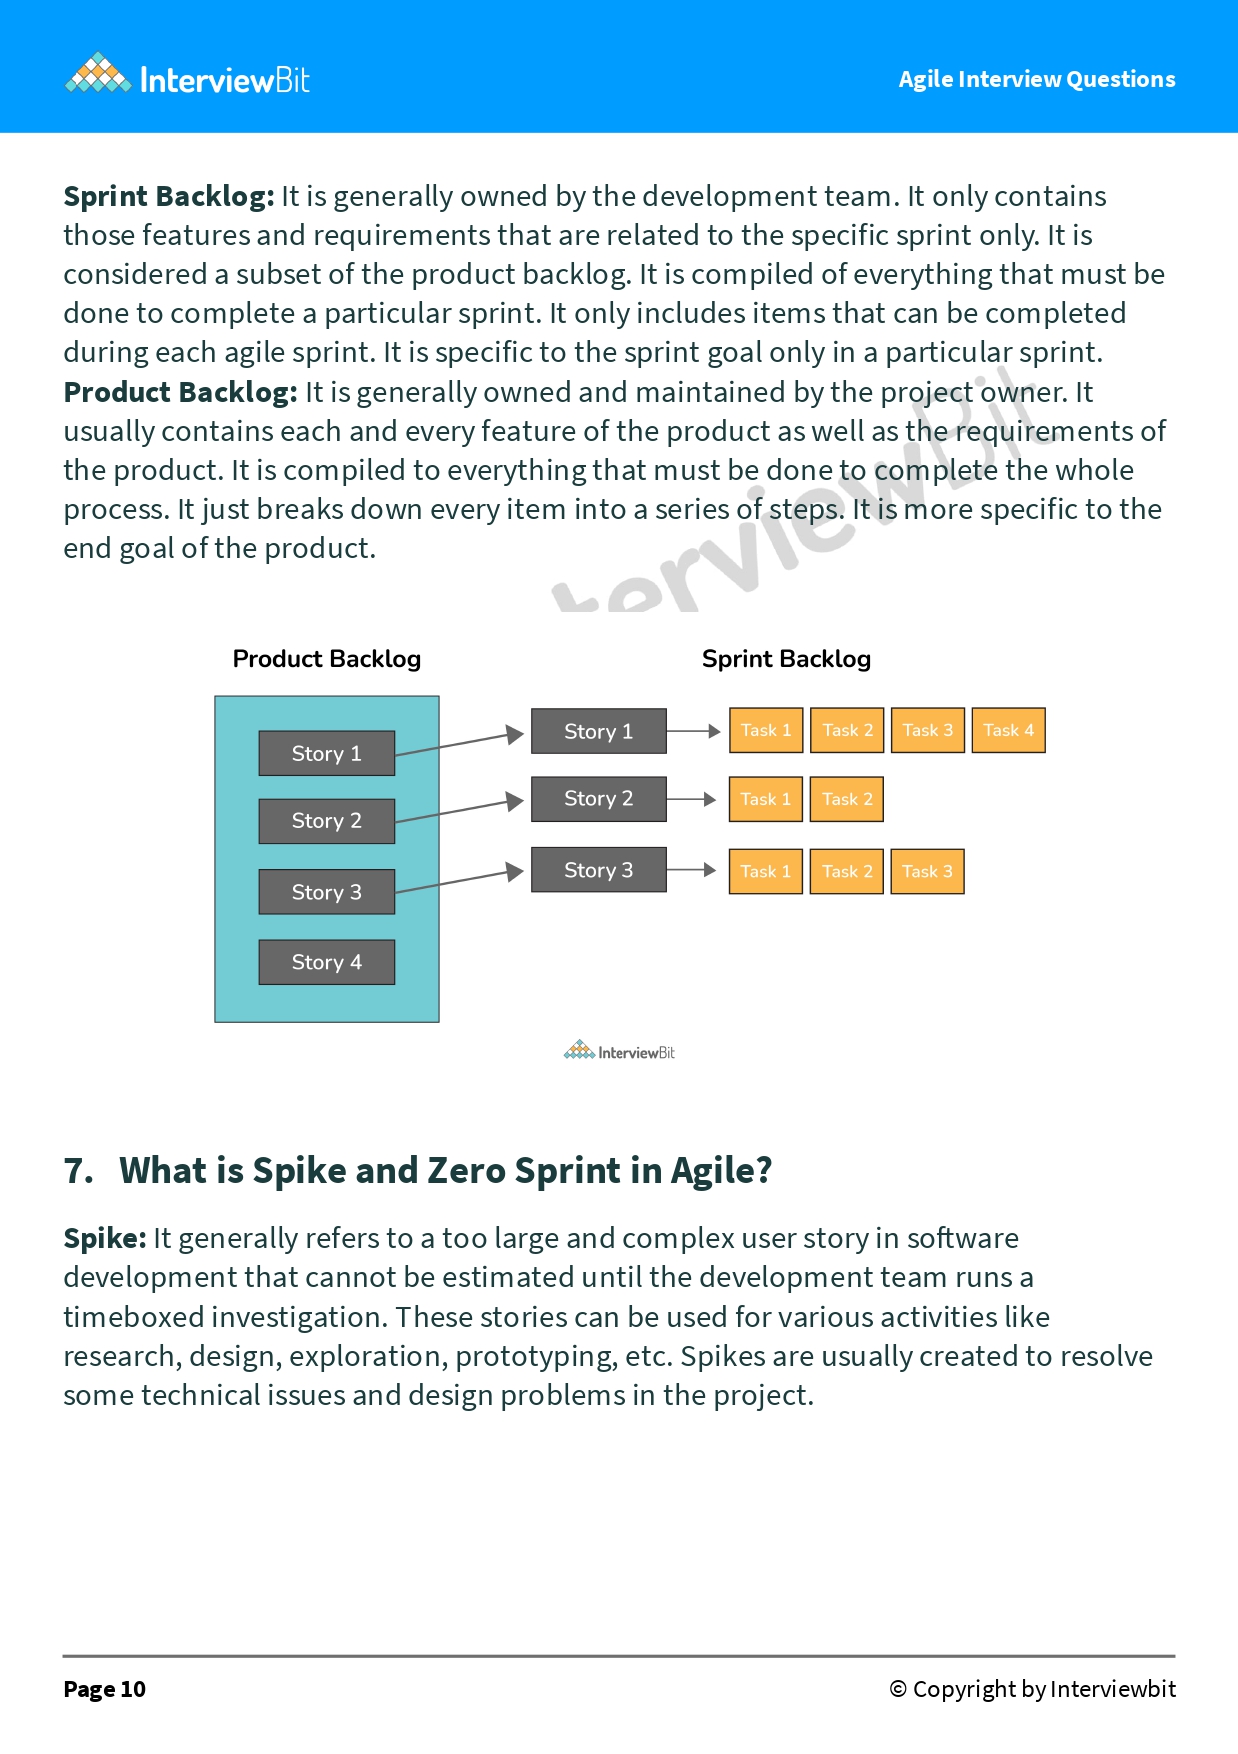 InterviewBit
Agile Interview Questions
Sprint Backlog: It is generally owned by the development team. It only contains
those features and requirements that are related to the specific sprint only. It is
considered a subset of the product backlog. It is compiled of everything that must be
done to complete a particular sprint. It only includes items that can be completed
during each agile sprint. It is specific to the sprint goal only in a particular sprint.
Product Backlog: It is generally owned and maintained by the project owner. It
usually contains each and every feature of the product as well as the requirements of
the product. It is compiled to everything that must be done to complete the whole
process. It just breaks down every item into a series of steps. It is more specific to the
end goal of the product.
terviewBit
Product Backlog
Sprint Backlog
Story 1
Story 2
Story 3
Story 4
Story 1
Task 1
Task 2
Task 3
Task 4
Story 2
Task 1
Task 2
Story 3
Task 1
Task 2
Task 3
InterviewBit
7. What is Spike and Zero Sprint in Agile?
Spike: It generally refers to a too large and complex user story in software
development that cannot be estimated until the development team runs a
timeboxed investigation. These stories can be used for various activities like
research, design, exploration, prototyping, etc. Spikes are usually created to resolve
some technical issues and design problems in the project.
Page 10
© Copyright by Interviewbit